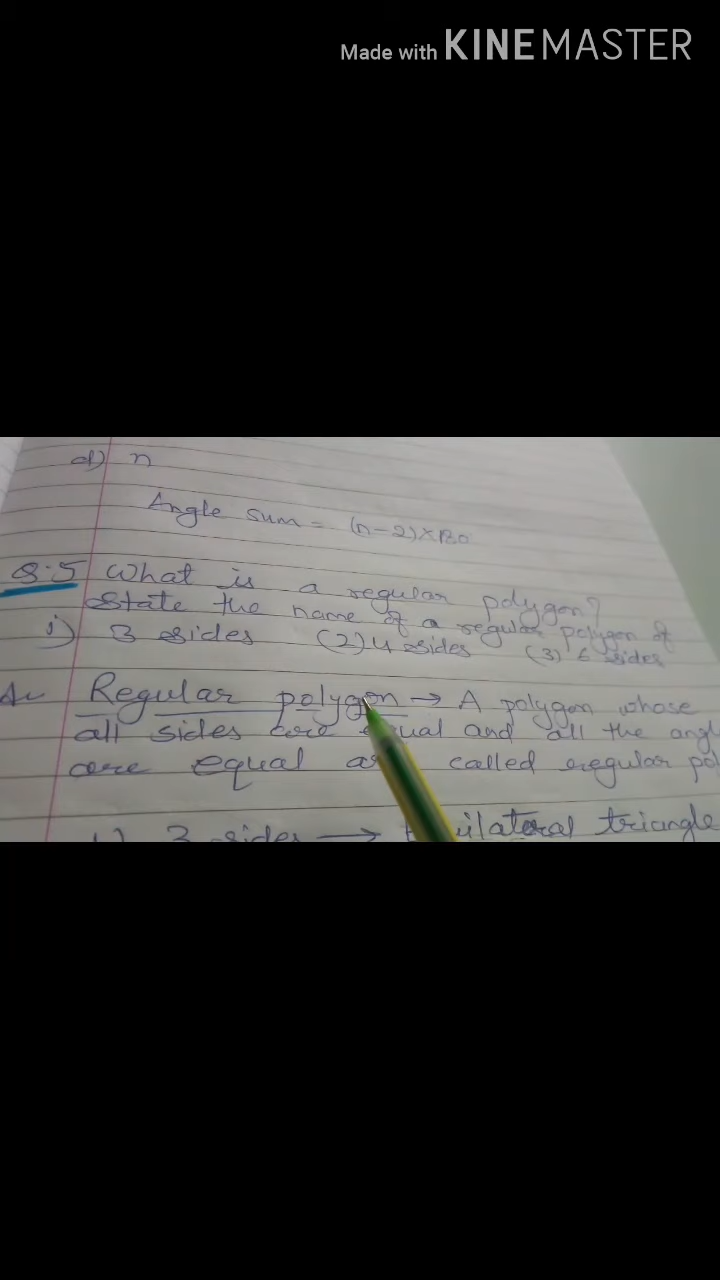 Made with KINEMASTER
d) n
Angle sum = (n-2)×180
Q.5 What is a regular polygon?
State the name of a regular polygon of
i) 3 sides (2) 4 sides (3) 6 sides
Regular polygon → A polygon whose
all sides are equal and all the
are equal called regular
3 sides → triangle